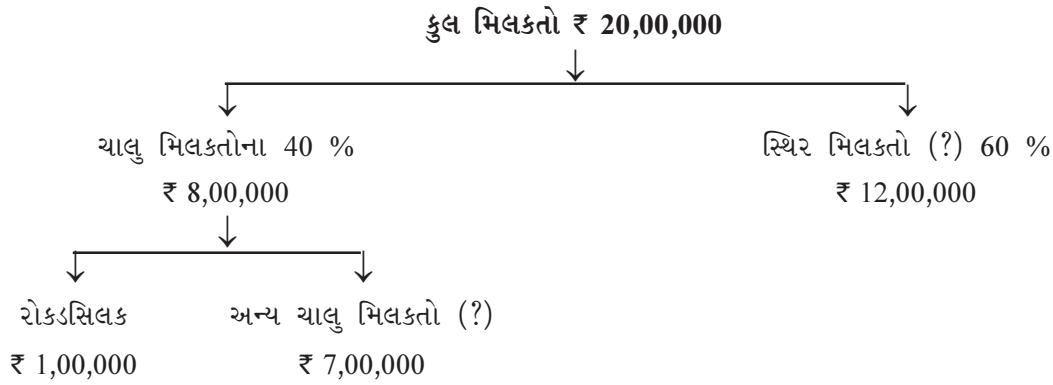 કુલ મિલકતો ₹ 20,00,000
ચાલુ મિલકતોના 40 %
₹ 8,00,000
સ્થિર મિલકતો (?) 60 %
₹ 12,00,000
રોકડસિલક
₹ 1,00,000
અન્ય ચાલુ મિલકતો (?)
₹ 7,00,000